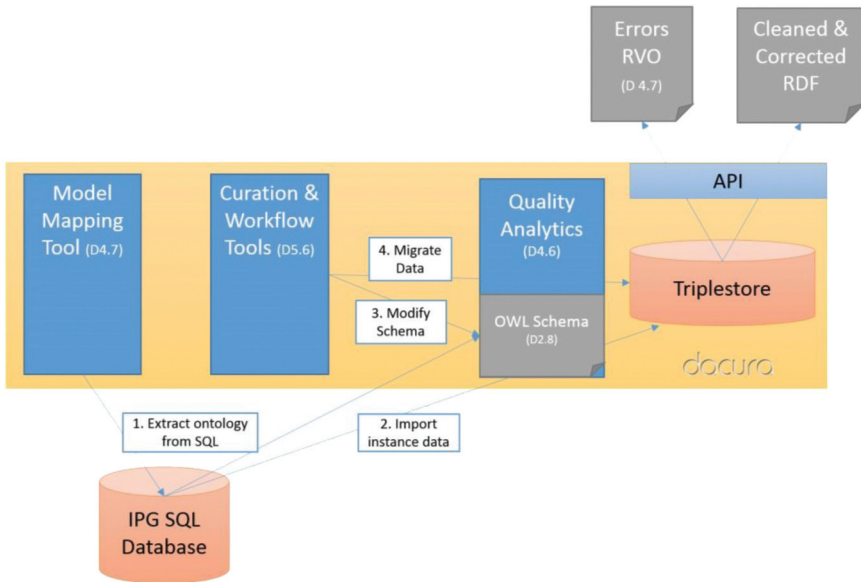 Errors
RVO
(D 4.7)
Cleaned &
Corrected
RDF
API
Model
Mapping
Tool (D4.7)
Curation &
Workflow
Tools (D5.6)
Quality
Analytics
(D4.6)
4. Migrate
Data
Triplestore
3. Modify
Schema
OWL Schema
(D2.8)
dacura
1. Extract ontology
from SQL
2. Import
instance data
IPG SQL
Database